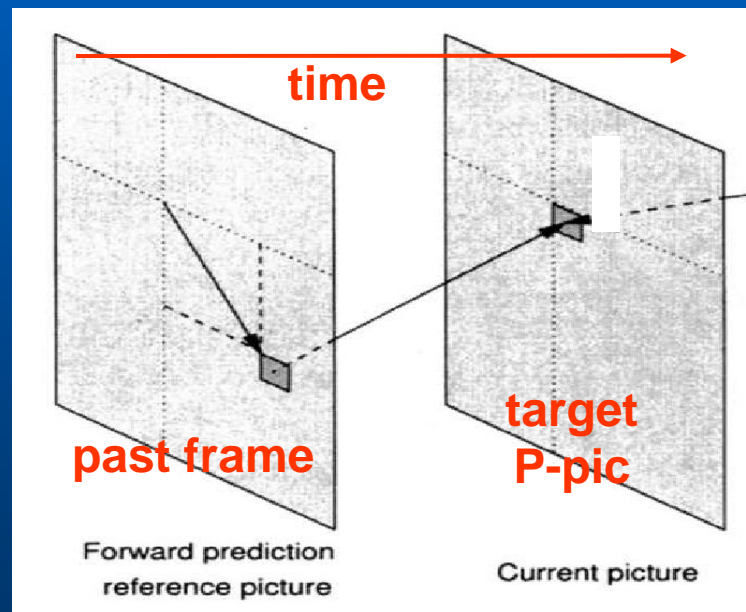 time
past frame
target
P-pic
Forward prediction
reference picture
Current picture